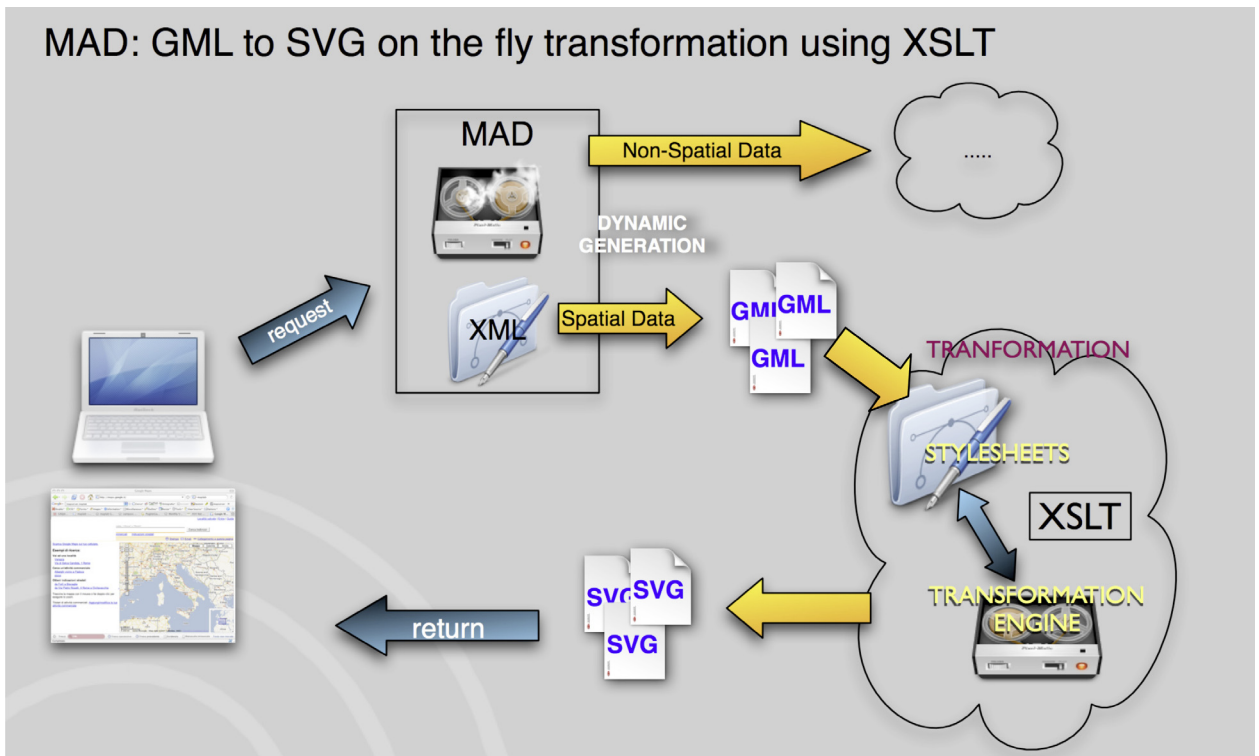 MAD: GML to SVG on the fly transformation using XSLT
MAD
Non-Spatial Data
.....
DYNAMIC
GENERATION
request
XML
Spatial Data
GML
GML
GML
TRANFORMATION
STYLESHEETS
XSLT
TRANSFORMATION
ENGINE
SVG
SVG
SVG
return